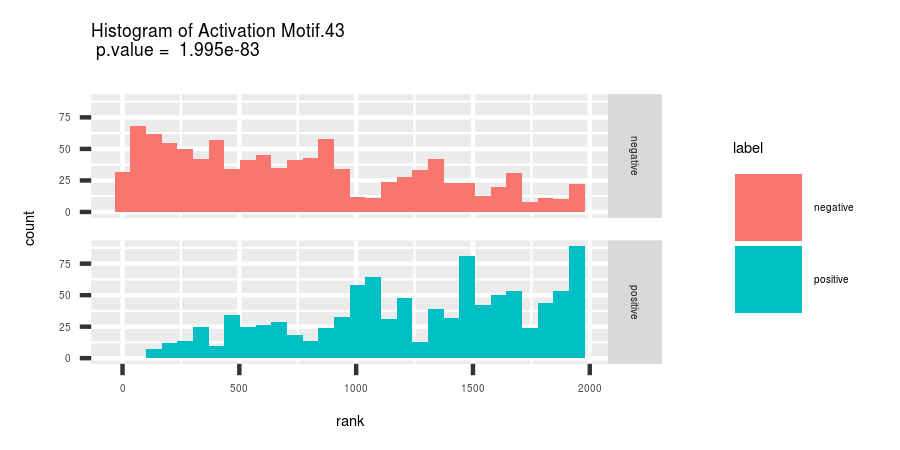 Histogram of Activation Motif.43
p.value = 1.995e-83
count
75
50
25
0
negative
75
50
25
0
positive
0 500 1000 1500 2000
rank
label
negative
positive